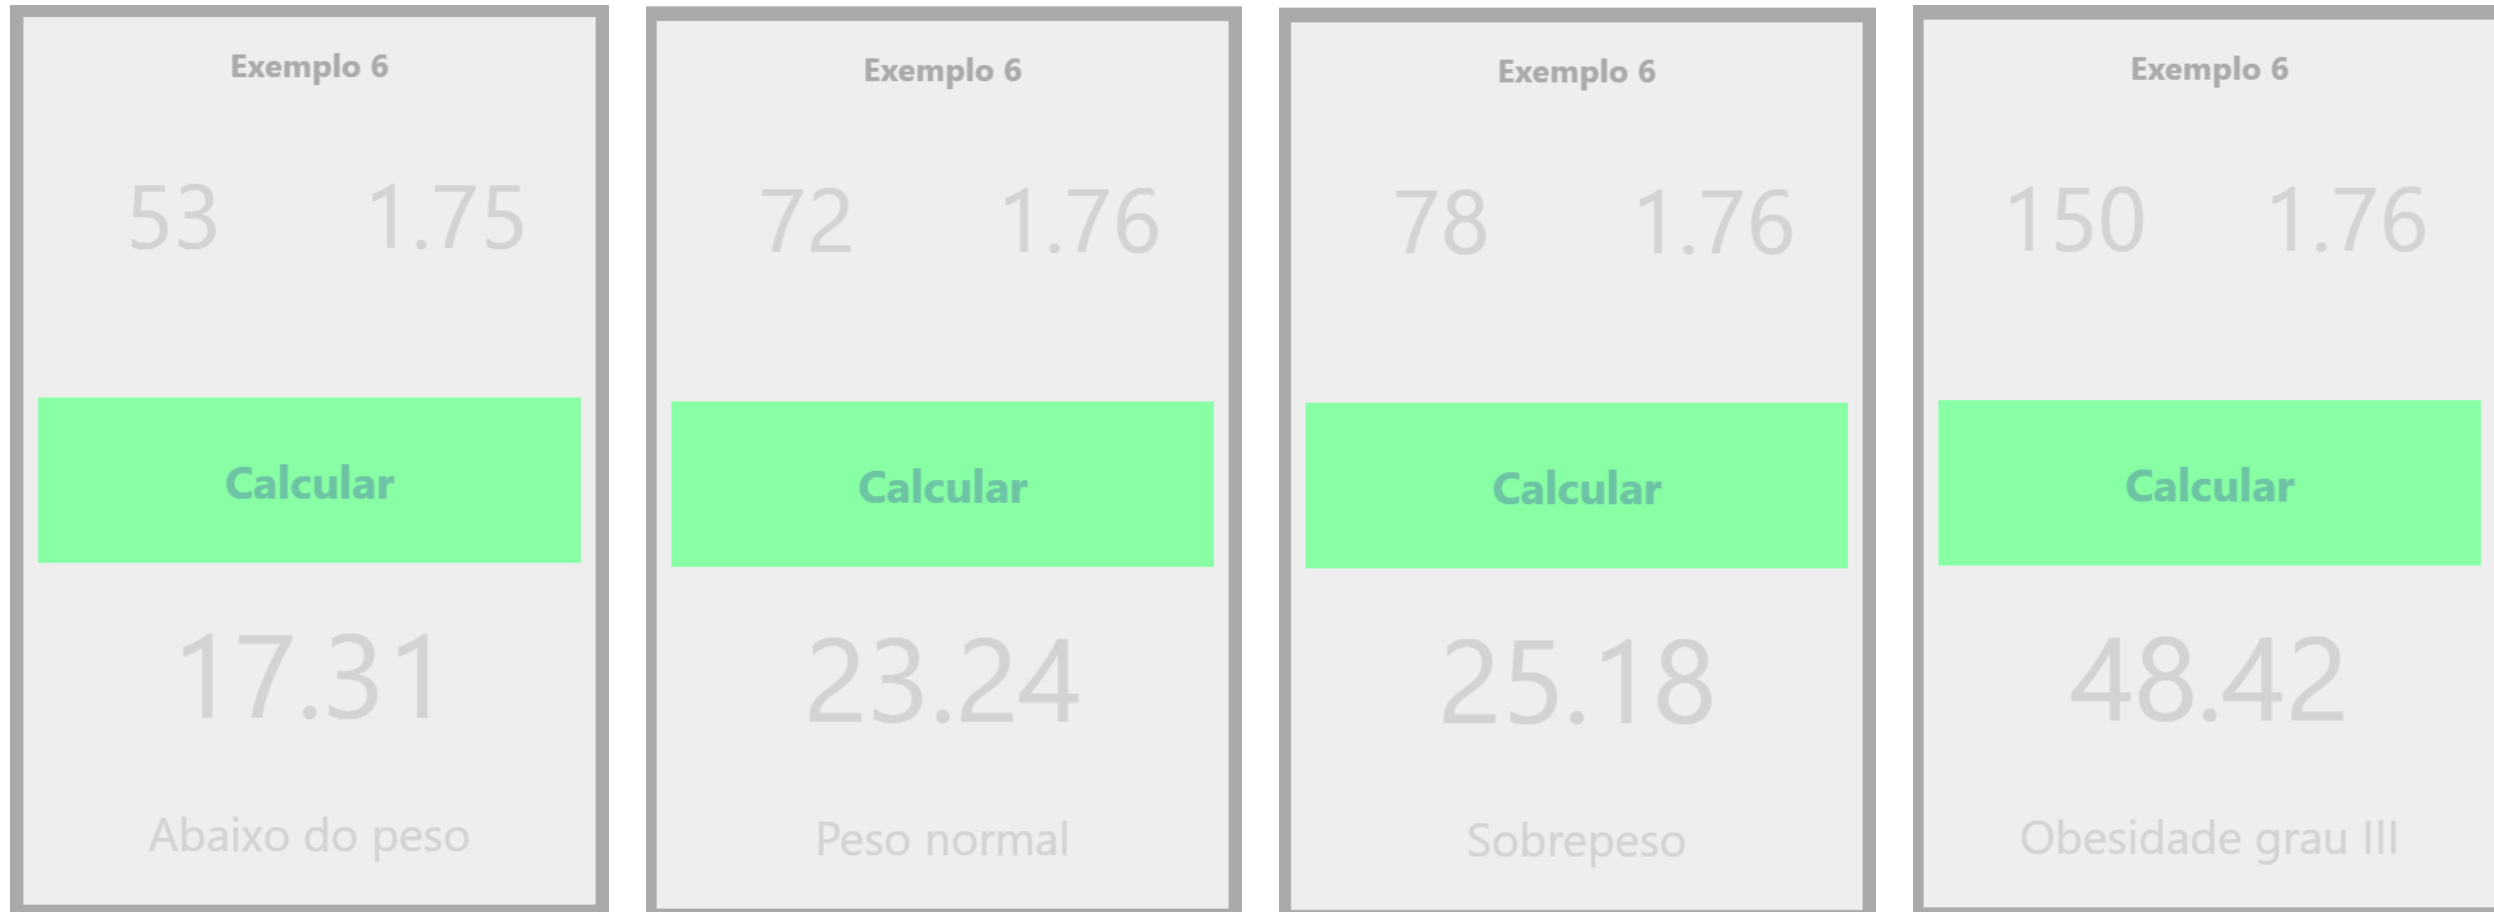 Exemplo 6
53 1.75
Calcular
17.31
Abaixo do peso
Exemplo 6
72 1.76
Calcular
23.24
Peso normal
Exemplo 6
78 1.76
Calcular
25.18
Sobrepeso
Exemplo 6
150 1.76
Calcular
48.42
Obesidade grau III